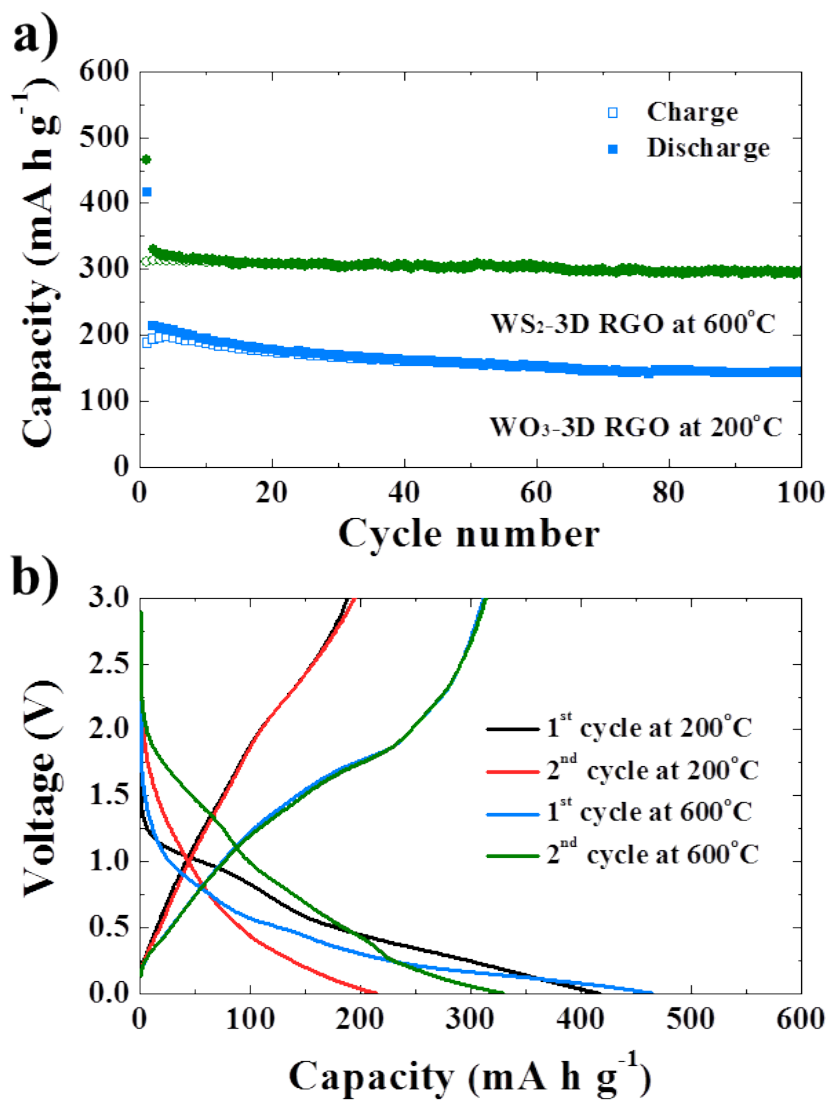 a)
Capacity (mA h g⁻¹)
600
500
400
300
200
100
0
Charge
Discharge
WS₂-3D RGO at 600°C
WO₃-3D RGO at 200°C
0 20 40 60 80 100
Cycle number
b)
Voltage (V)
3.0
2.5
2.0
1.5
1.0
0.5
0.0
1ˢᵗ cycle at 200°C
2ⁿᵈ cycle at 200°C
1ˢᵗ cycle at 600°C
2ⁿᵈ cycle at 600°C
0 100 200 300 400 500 600
Capacity (mA h g⁻¹)